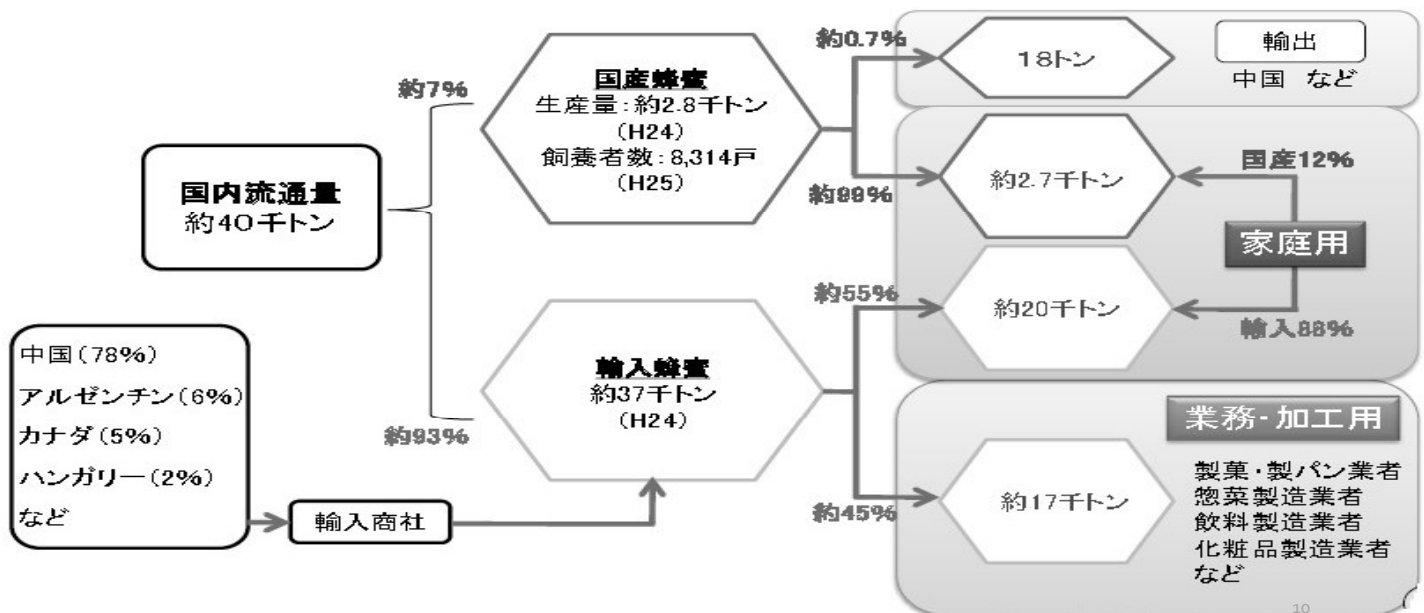 約7%
国産蜂蜜
生産量:約2.8千トン
(H24)
飼養者数:8,314戸
(H25)
約0.7%
18トン
輸出
中国 など
国内流通量
約40千トン
約99%
約2.7千トン
国産12%
家庭用
約55%
約20千トン
輸入88%
中国(78%)
アルゼンチン(6%)
カナダ(5%)
ハンガリー(2%)
など
輸入商社
約93%
輸入蜂蜜
約37千トン
(H24)
約45%
約17千トン
業務・加工用
製菓・製パン業者
惣菜製造業者
飲料製造業者
化粧品製造業者
など
10